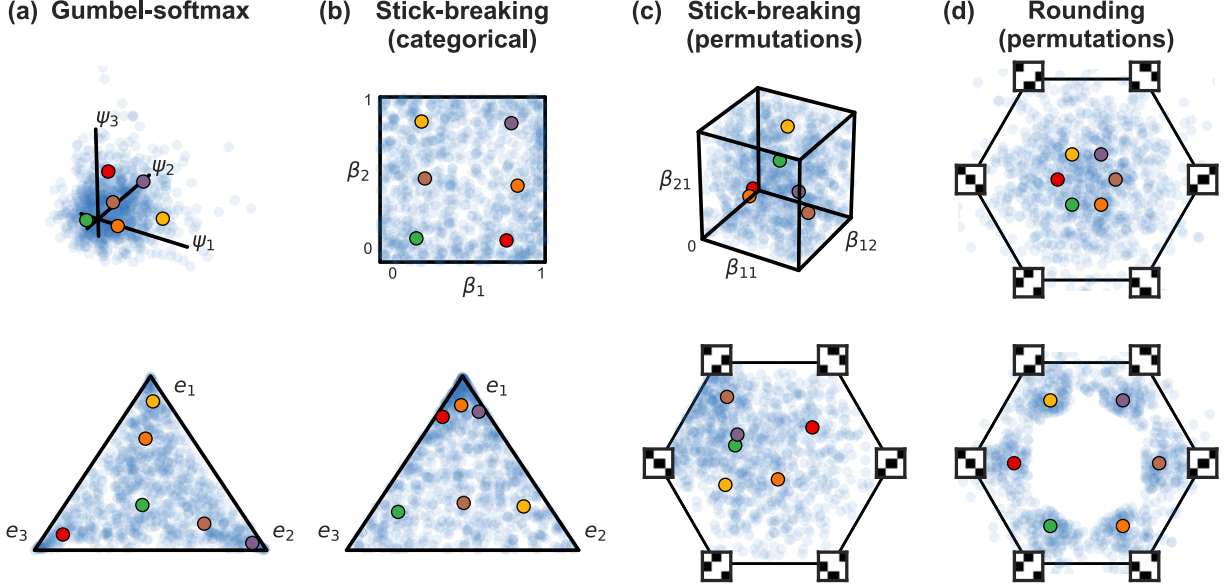 (a) Gumbel-softmax
(b) Stick-breaking
(categorical)
(c) Stick-breaking
(permutations)
(d) Rounding
(permutations)
ψ3
ψ2
ψ1
1
β2
0
0
1
β1
β21
0
β11
β12
e1
e3
e2
e1
e3
e2